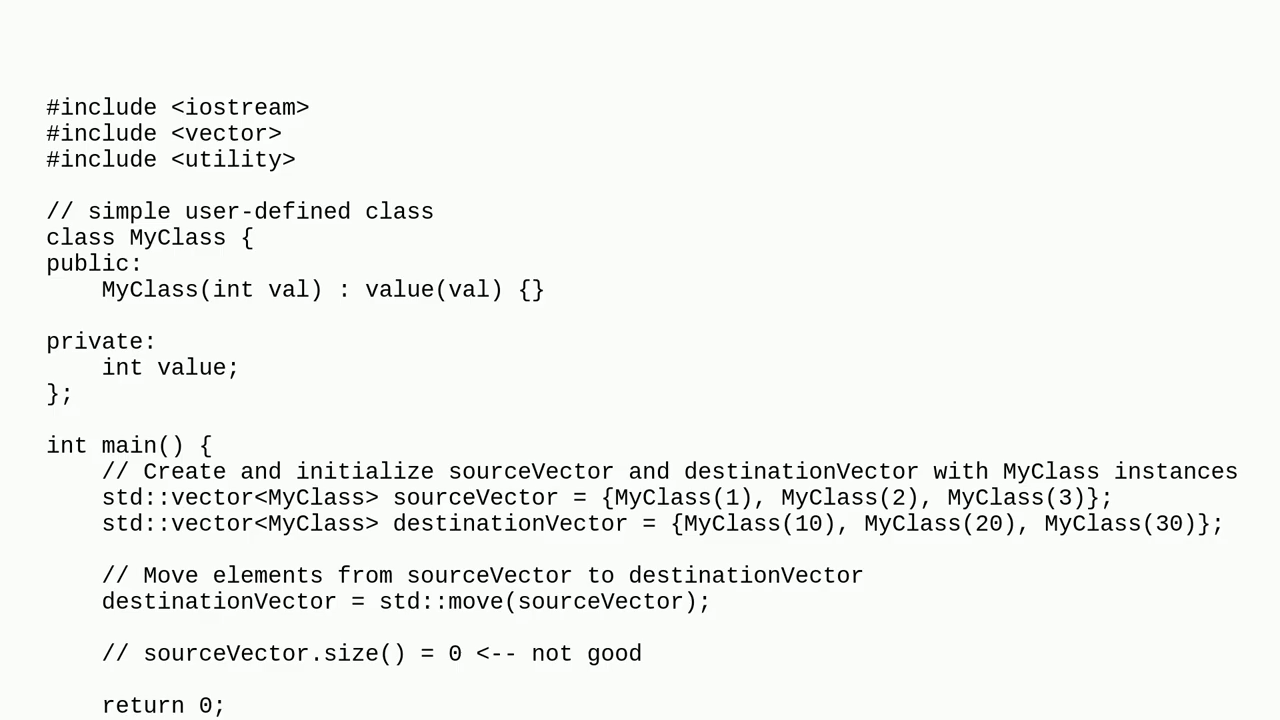 #include <iostream>
#include <vector>
#include <utility>
// simple user-defined class
class MyClass {
public:
    MyClass(int val) : value(val) {}
private:
    int value;
};
int main() {
    // Create and initialize sourceVector and destinationVector with MyClass instances
    std::vector<MyClass> sourceVector = {MyClass(1), MyClass(2), MyClass(3)};
    std::vector<MyClass> destinationVector = {MyClass(10), MyClass(20), MyClass(30)};
    // Move elements from sourceVector to destinationVector
    destinationVector = std::move(sourceVector);
    // sourceVector.size() = 0 <-- not good
    return 0;